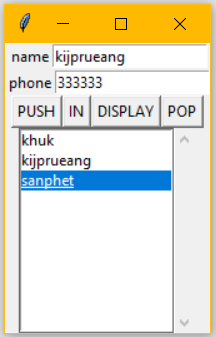 name kijprueang
phone 333333
PUSH IN DISPLAY POP
khuk
kijprueang
sanphet